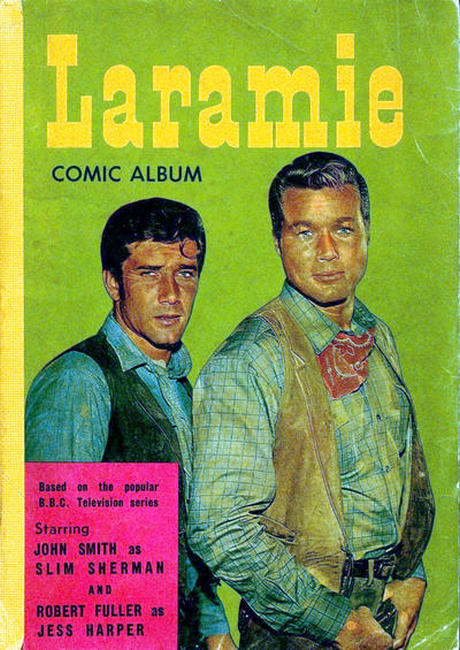 Laramie
COMIC ALBUM
Based on the popular
B.B.C. Television series
Starring
JOHN SMITH as
SLIM SHERMAN
AND
ROBERT FULLER as
JESS HARPER